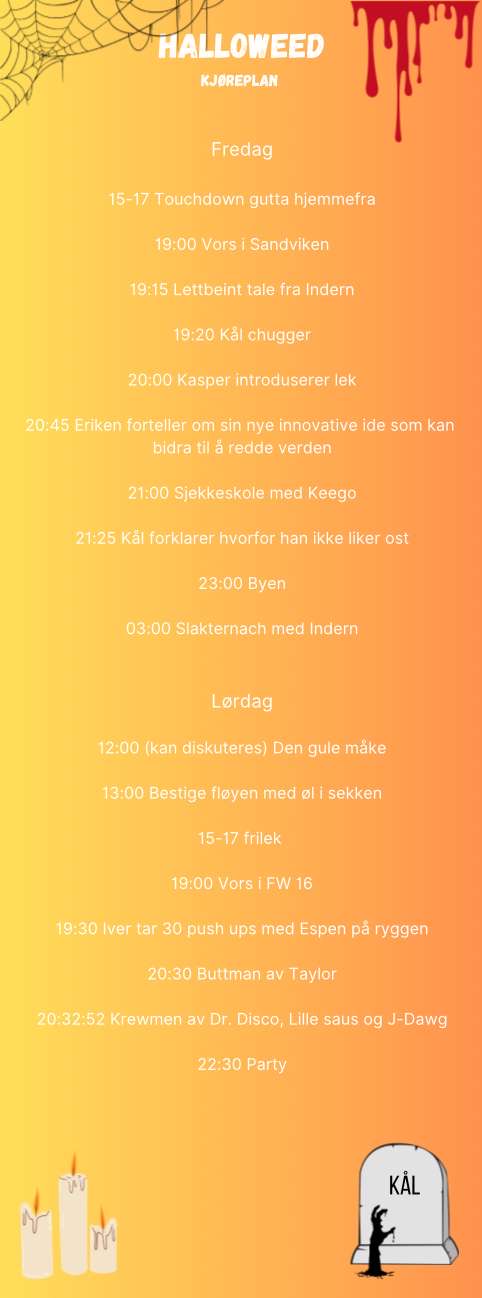 HALLOWEED
KJØREPLAN
Fredag
15-17 Touchdown gutta hjemmefra
19:00 Vors i Sandviken
19:15 Lettbeint tale fra Indern
19:20 Kål chugger
20:00 Kasper introduserer lek
20:45 Eriken forteller om sin nye innovative ide som kan
bidra til å redde verden
21:00 Sjekkeskole med Keego
21:25 Kål forklarer hvorfor han ikke liker ost
23:00 Byen
03:00 Slakternach med Indern
Lørdag
12:00 (kan diskuteres) Den gule måke
13:00 Bestige fløyen med øl i sekken
15-17 frilek
19:00 Vors i FW 16
19:30 Iver tar 30 push ups med Espen på ryggen
20:30 Buttman av Taylor
20:32:52 Krewmen av Dr. Disco, Lille saus og J-Dawg
22:30 Party
KÅL